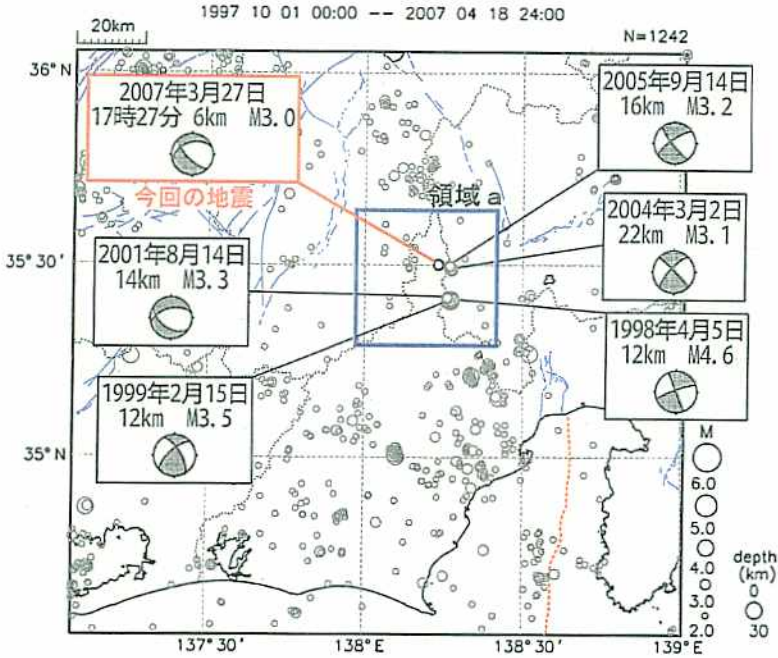 1997 10 01 00:00 -- 2007 04 18 24:00
20km
N=1242
36°N
2007年3月27日
17時27分 6km M3.0
今回の地震
2005年9月14日
16km M3.2
領域a
2004年3月2日
22km M3.1
35°30'
2001年8月14日
14km M3.3
1998年4月5日
12km M4.6
1999年2月15日
12km M3.5
35°N
M
6.0
5.0
4.0
3.0
2.0
depth
(km)
0
30
137°30'
138°E
138°30'
139°E